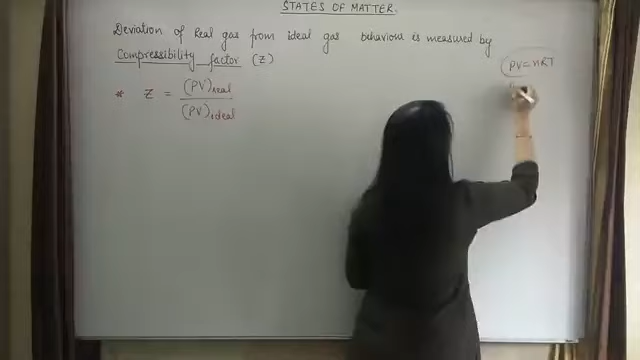 STATES OF MATTER.
Deviation of Real gas from ideal gas behaviour is measured by
Compressibility factor (Z)
PV = nRT
* Z = (PV)real
(PV)ideal